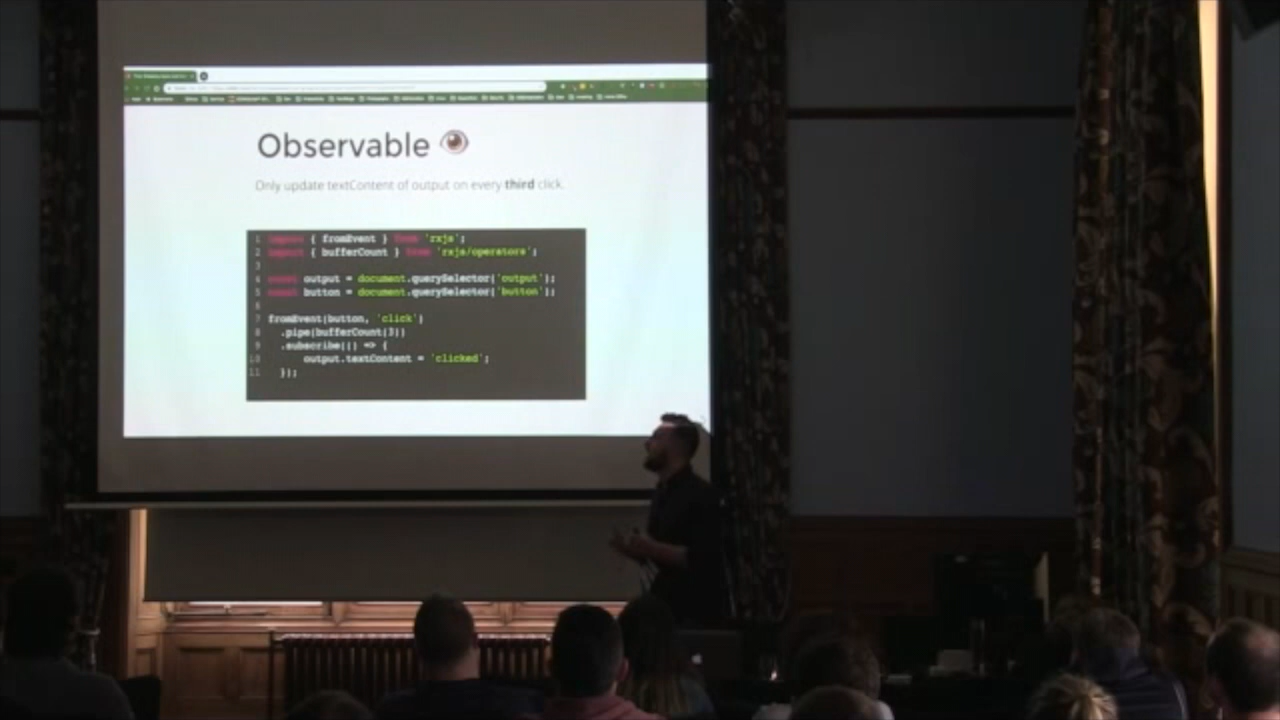 Observable
Only update textContent of output on every third click.
1 import { fromEvent } from 'rxjs';
2 import { bufferCount } from 'rxjs/operators';
3
4 const output = document.querySelector('output');
5 const button = document.querySelector('button');
6
7 fromEvent(button, 'click')
8 .pipe(bufferCount(3))
9 .subscribe(() => {
10 output.textContent = 'clicked';
11 });